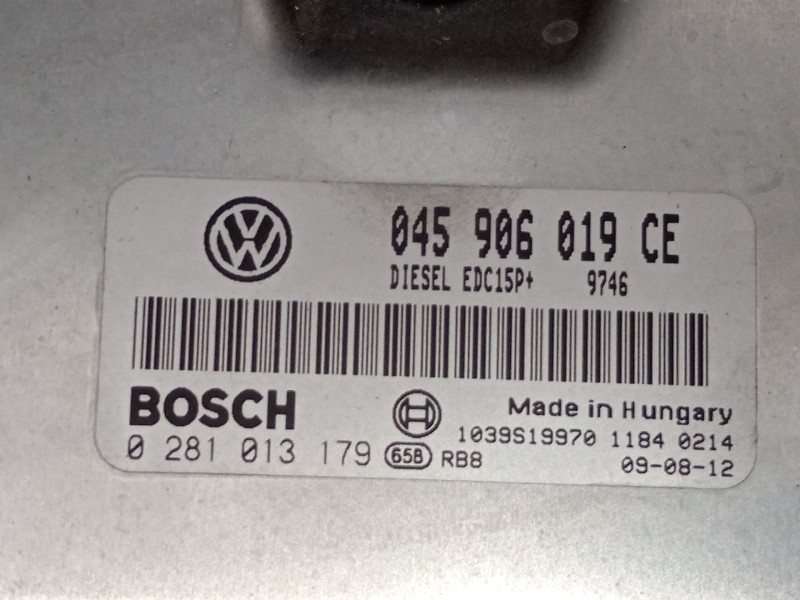 045 906 019 CE
DIESEL EDC15P+ 9746
BOSCH
Made in Hungary
1039S19970 1184 0214
0 281 013 179 658 RB8
09-08-12